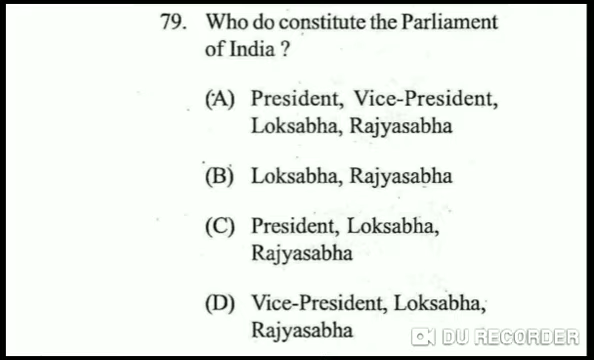 79. Who do constitute the Parliament
of India ?
(A) President, Vice-President,
Loksabha, Rajyasabha
(B) Loksabha, Rajyasabha
(C) President, Loksabha,
Rajyasabha
(D) Vice-President, Loksabha,
Rajyasabha
DU RECORDER